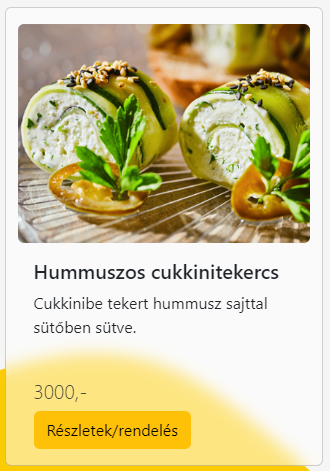 Hummuszos cukkinitekercs
Cukkinibe tekert hummusz sajttal
sütőben sütve.
3000,-
Részletek/rendelés